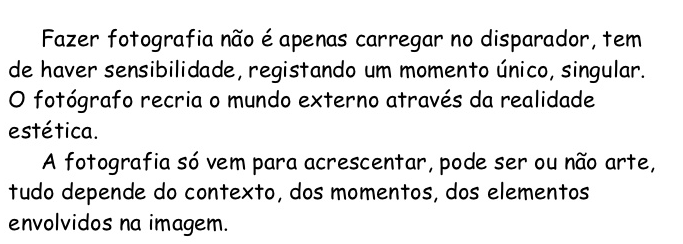 Fazer fotografia não é apenas carregar no disparador, tem
de haver sensibilidade, registando um momento único, singular.
O fotógrafo recria o mundo externo através da realidade
estética.
A fotografia só vem para acrescentar, pode ser ou não arte,
tudo depende do contexto, dos momentos, dos elementos
envolvidos na imagem.